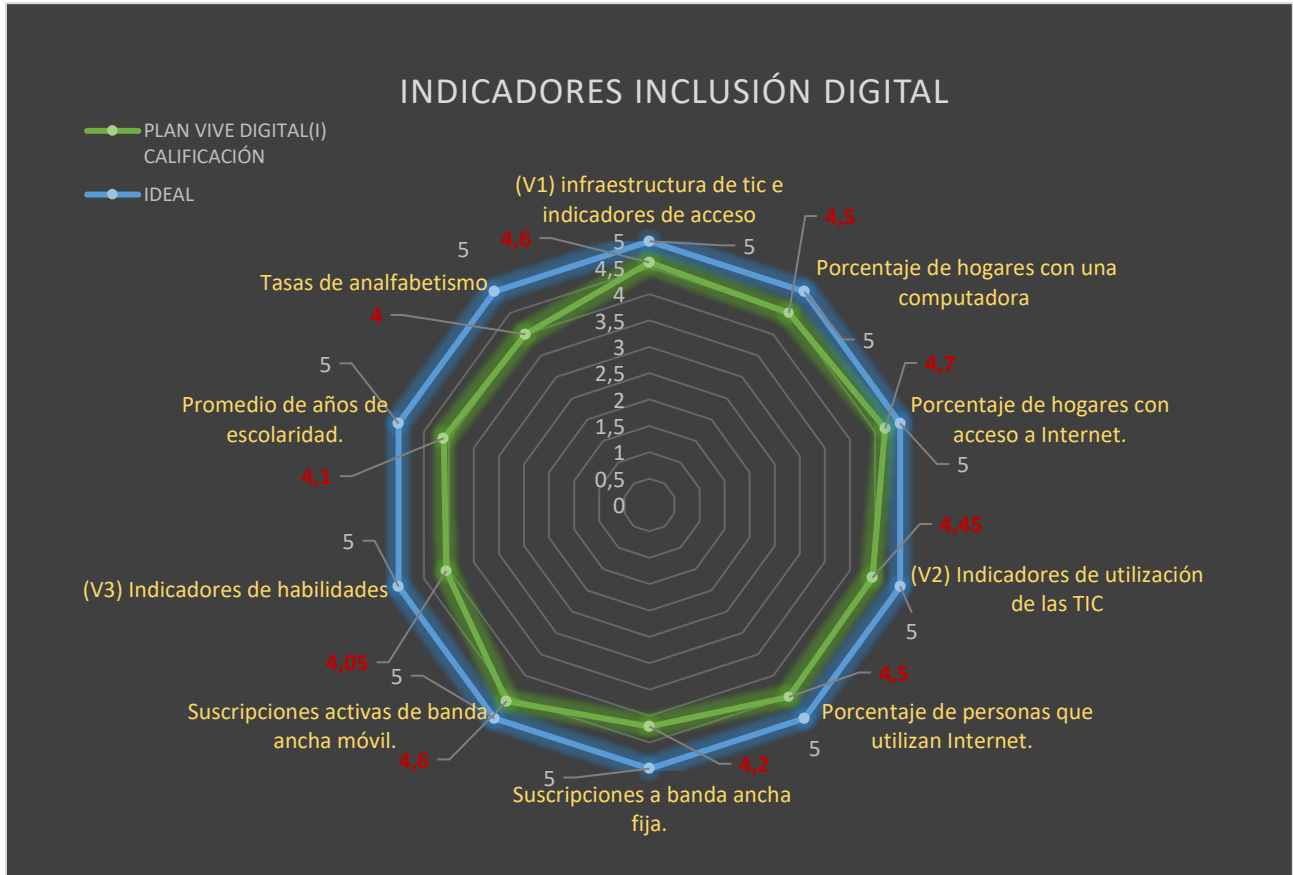 INDICADORES INCLUSIÓN DIGITAL
PLAN VIVE DIGITAL(I)
CALIFICACIÓN
IDEAL
(V1) infraestructura de tic e
indicadores de acceso
4,6
5
4,5
Porcentaje de hogares con una
computadora
5
4,7
Porcentaje de hogares con
acceso a Internet.
5
4,45
(V2) Indicadores de utilización
de las TIC
5
4,5
Porcentaje de personas que
utilizan Internet.
5
4,2
Suscripciones a banda ancha
fija.
5
Suscripciones activas de banda
ancha móvil.
4,6
5
(V3) Indicadores de habilidades
4,05
5
Promedio de años de
escolaridad.
4,1
5
Tasas de analfabetismo
4
5
5
4,5
4
3,5
3
2,5
2
1,5
1
0,5
0